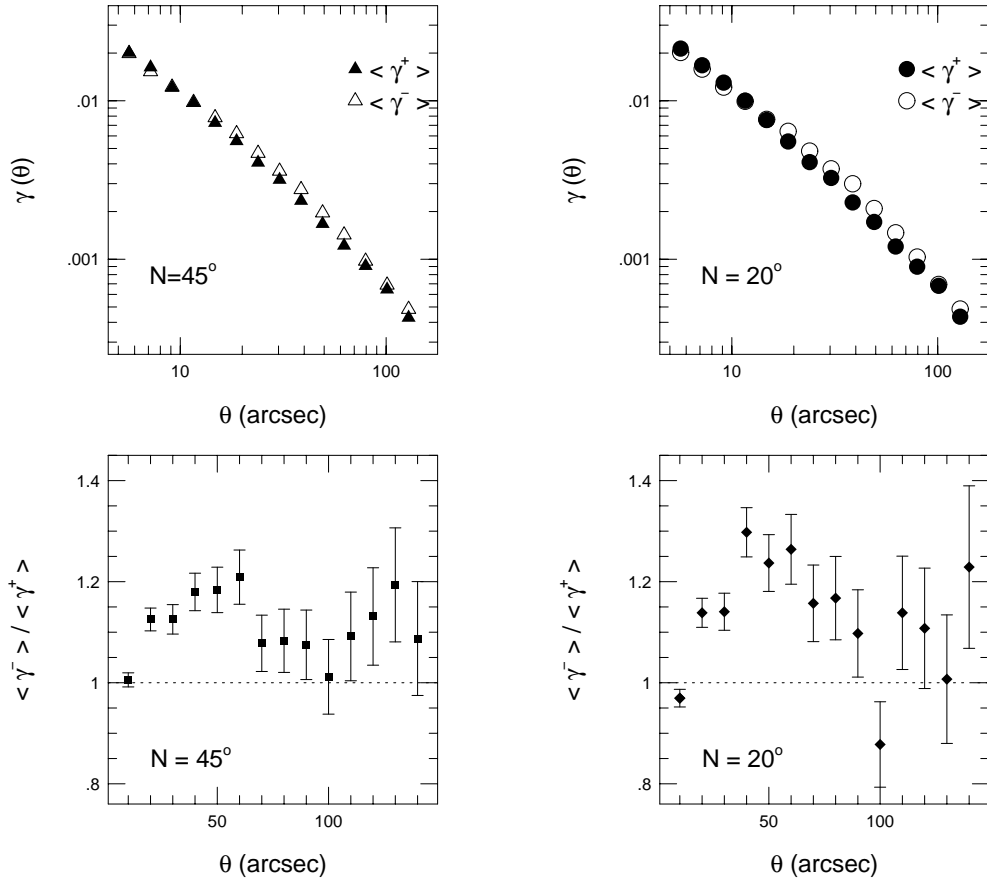 .01
.001
γ (θ)
< γ⁺ >
< γ⁻ >
N=45°
10
100
θ (arcsec)
.01
.001
γ (θ)
< γ⁺ >
< γ⁻ >
N = 20°
10
100
θ (arcsec)
1.4
1.2
1
.8
< γ⁻ > / < γ⁺ >
N = 45°
50
100
θ (arcsec)
1.4
1.2
1
.8
< γ⁻ > / < γ⁺ >
N = 20°
50
100
θ (arcsec)